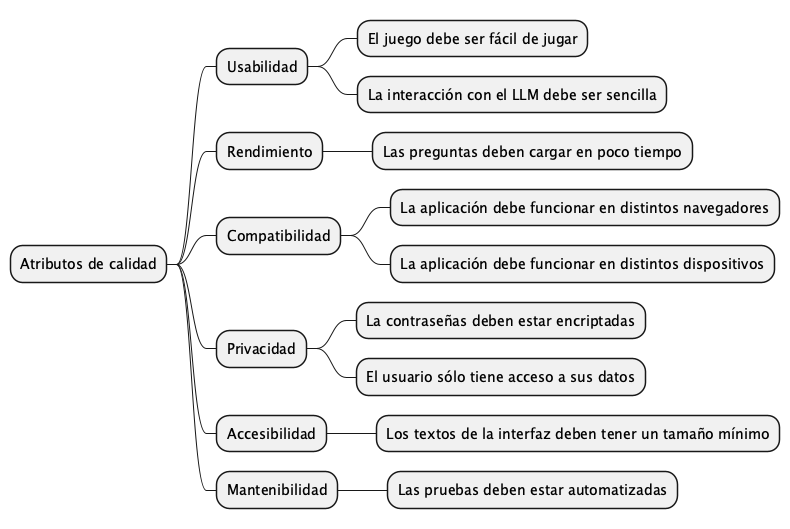 El juego debe ser fácil de jugar
Usabilidad
La interacción con el LLM debe ser sencilla
Rendimiento
Las preguntas deben cargar en poco tiempo
La aplicación debe funcionar en distintos navegadores
Compatibilidad
La aplicación debe funcionar en distintos dispositivos
Atributos de calidad
La contraseñas deben estar encriptadas
Privacidad
El usuario sólo tiene acceso a sus datos
Accesibilidad
Los textos de la interfaz deben tener un tamaño mínimo
Mantenibilidad
Las pruebas deben estar automatizadas